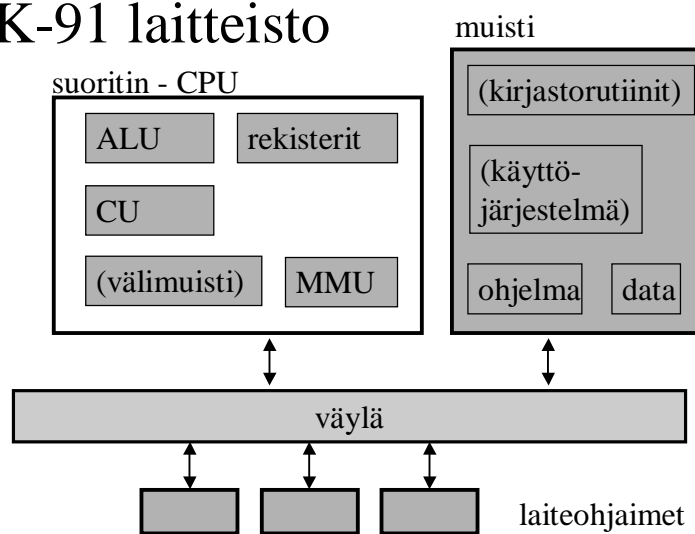 K-91 laitteisto
muisti
suoritin - CPU
(kirjastorutiinit)
ALU
rekisterit
(käyttö-
järjestelmä)
CU
(välimuisti)
MMU
ohjelma
data
väylä
laiteohjaimet